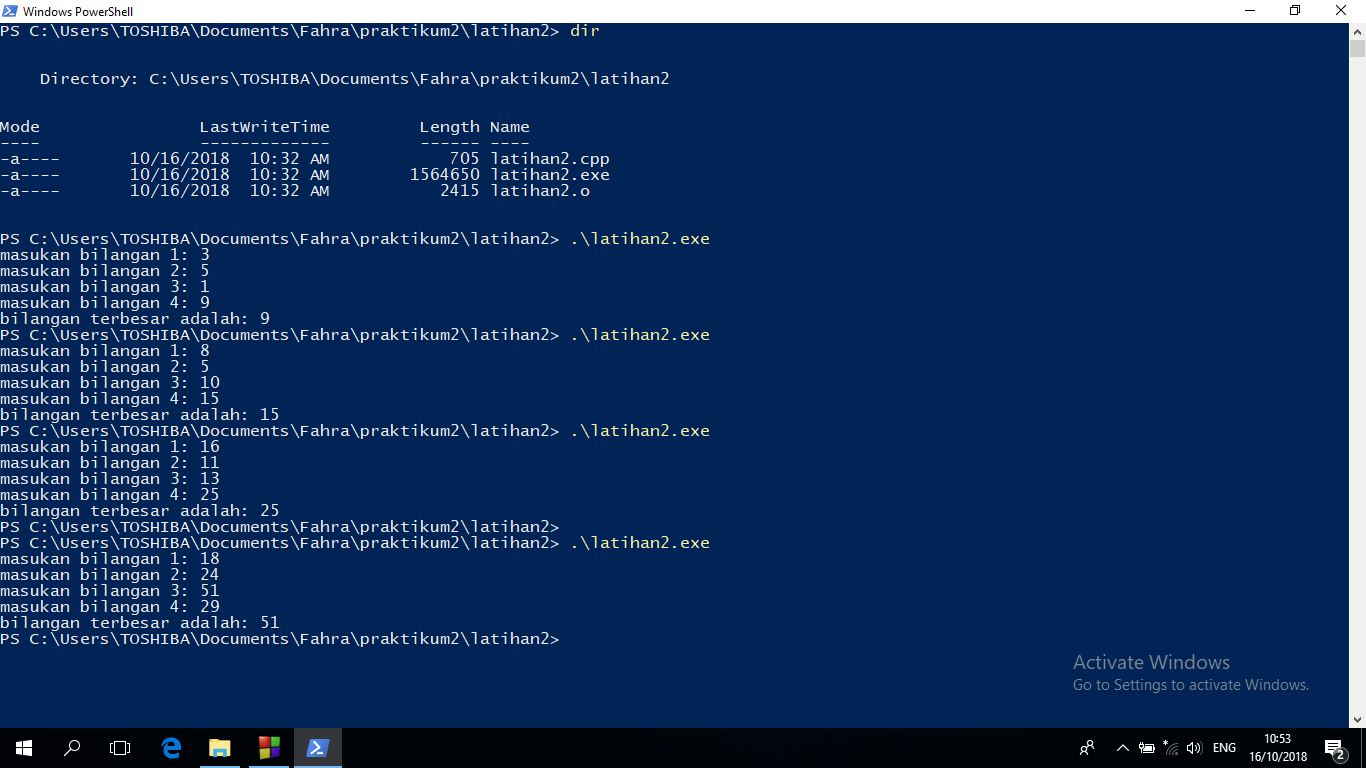 Windows PowerShell
PS C:\Users\TOSHIBA\Documents\Fahra\praktikum2\latihan2> dir
Directory: C:\Users\TOSHIBA\Documents\Fahra\praktikum2\latihan2
Mode                LastWriteTime         Length Name
----                -------------         ------ ----
-a----       10/16/2018  10:32 AM            705 latihan2.cpp
-a----       10/16/2018  10:32 AM        1564650 latihan2.exe
-a----       10/16/2018  10:32 AM           2415 latihan2.o
PS C:\Users\TOSHIBA\Documents\Fahra\praktikum2\latihan2> .\latihan2.exe
masukan bilangan 1: 3
masukan bilangan 2: 5
masukan bilangan 3: 1
masukan bilangan 4: 9
bilangan terbesar adalah: 9
PS C:\Users\TOSHIBA\Documents\Fahra\praktikum2\latihan2> .\latihan2.exe
masukan bilangan 1: 8
masukan bilangan 2: 5
masukan bilangan 3: 10
masukan bilangan 4: 15
bilangan terbesar adalah: 15
PS C:\Users\TOSHIBA\Documents\Fahra\praktikum2\latihan2> .\latihan2.exe
masukan bilangan 1: 16
masukan bilangan 2: 11
masukan bilangan 3: 13
masukan bilangan 4: 25
bilangan terbesar adalah: 25
PS C:\Users\TOSHIBA\Documents\Fahra\praktikum2\latihan2>
PS C:\Users\TOSHIBA\Documents\Fahra\praktikum2\latihan2> .\latihan2.exe
masukan bilangan 1: 18
masukan bilangan 2: 24
masukan bilangan 3: 51
masukan bilangan 4: 29
bilangan terbesar adalah: 51
PS C:\Users\TOSHIBA\Documents\Fahra\praktikum2\latihan2>
Activate Windows
Go to Settings to activate Windows.
ENG
10:53
16/10/2018
2